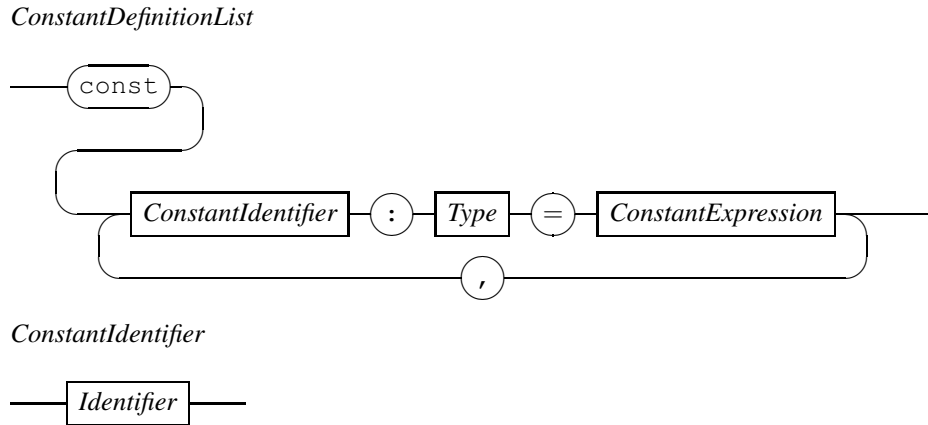 ConstantDefinitionList
const
ConstantIdentifier : Type = ConstantExpression
,
ConstantIdentifier
Identifier